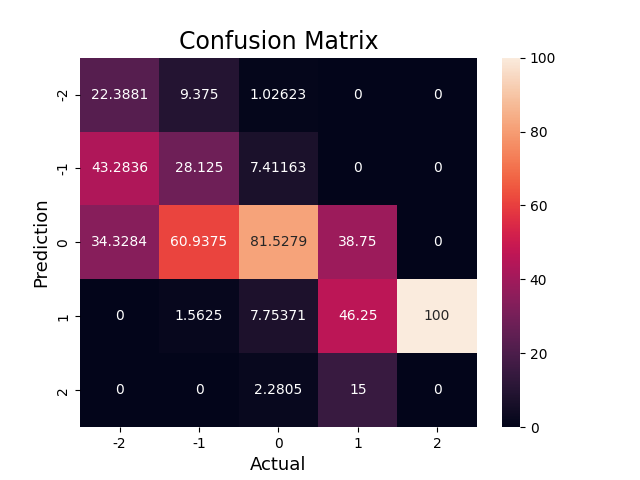 Confusion Matrix
Prediction
-2 22.3881 9.375 1.02623 0 0
-1 43.2836 28.125 7.41163 0 0
0 34.3284 60.9375 81.5279 38.75 0
1 0 1.5625 7.75371 46.25 100
2 0 0 2.2805 15 0
-2 -1 0 1 2
Actual
100
80
60
40
20
0